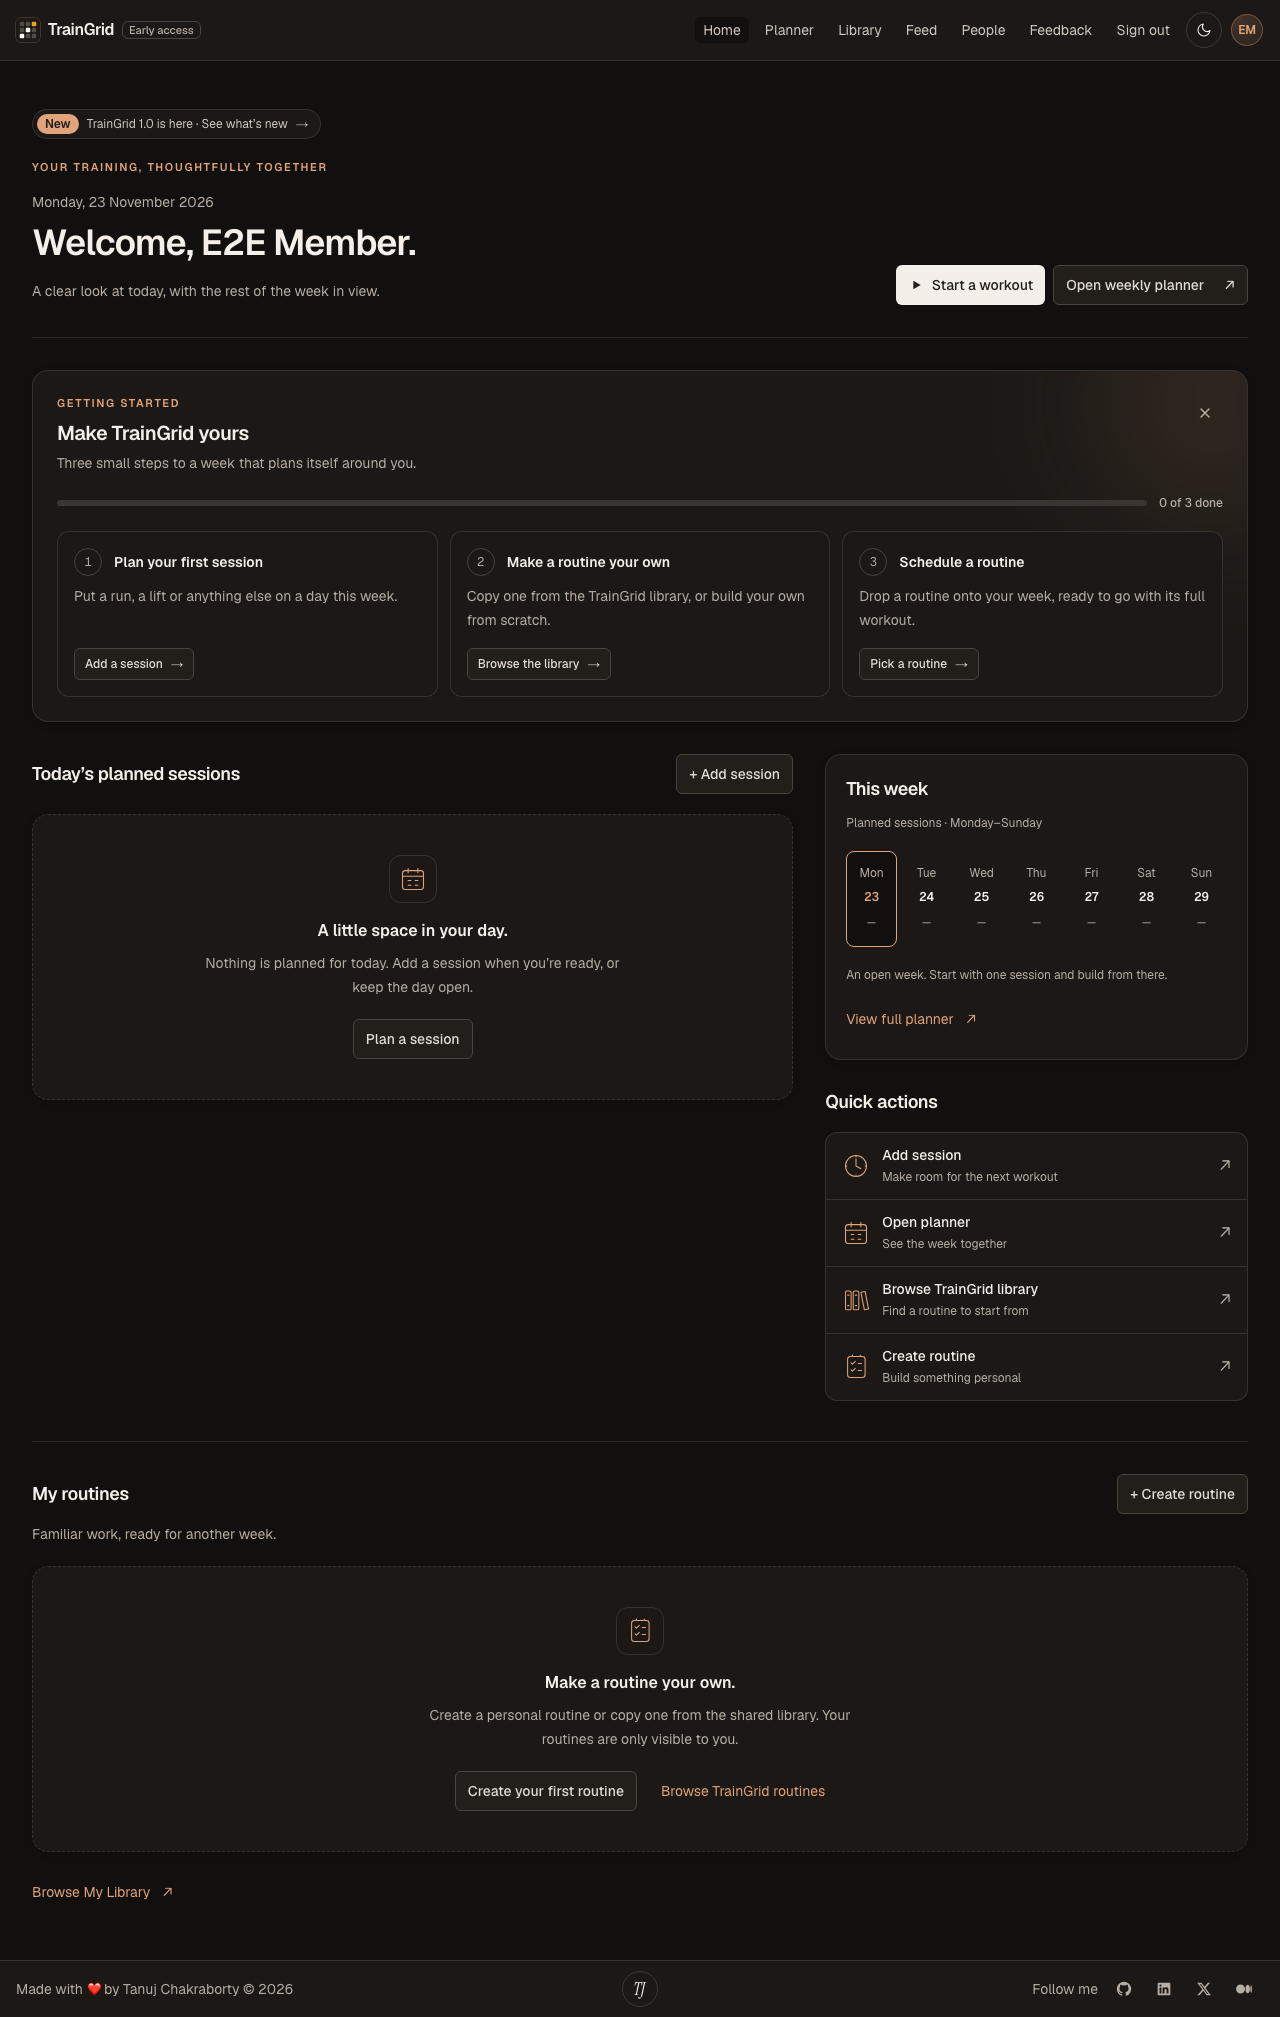 TrainGrid Early access
Home Planner Library Feed People Feedback Sign out EM
New TrainGrid 1.0 is here · See what's new →
YOUR TRAINING, THOUGHTFULLY TOGETHER
Monday, 23 November 2026
Welcome, E2E Member.
A clear look at today, with the rest of the week in view.
Start a workout
Open weekly planner ↗
GETTING STARTED
Make TrainGrid yours
Three small steps to a week that plans itself around you.
0 of 3 done
1 Plan your first session
Put a run, a lift or anything else on a day this week.
Add a session →
2 Make a routine your own
Copy one from the TrainGrid library, or build your own
from scratch.
Browse the library →
3 Schedule a routine
Drop a routine onto your week, ready to go with its full
workout.
Pick a routine →
Today's planned sessions
+ Add session
A little space in your day.
Nothing is planned for today. Add a session when you're ready, or
keep the day open.
Plan a session
This week
Planned sessions · Monday–Sunday
Mon Tue Wed Thu Fri Sat Sun
23 24 25 26 27 28 29
– – – – – – –
An open week. Start with one session and build from there.
View full planner ↗
Quick actions
Add session
Make room for the next workout
Open planner
See the week together
Browse TrainGrid library
Find a routine to start from
Create routine
Build something personal
My routines
+ Create routine
Familiar work, ready for another week.
Make a routine your own.
Create a personal routine or copy one from the shared library. Your
routines are only visible to you.
Create your first routine
Browse TrainGrid routines
Browse My Library ↗
Made with ❤️ by Tanuj Chakraborty © 2026
TJ
Follow me